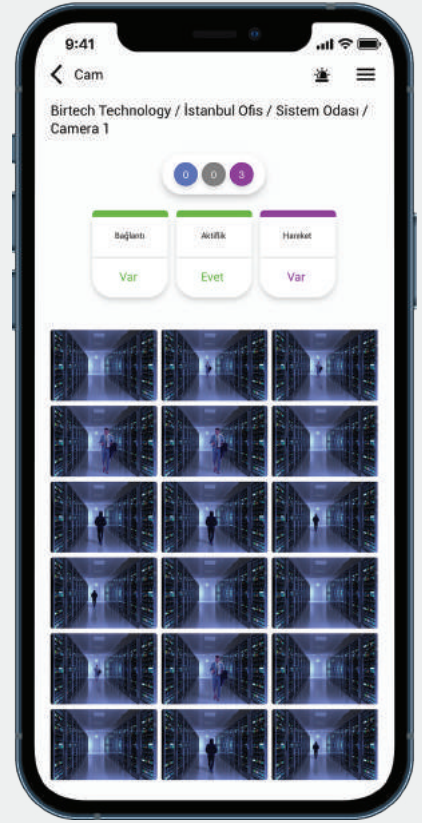 9:41
Cam
Birtech Technology / İstanbul Ofis / Sistem Odası /
Camera 1
0 0 3
Bağlantı Aktiflik Hareket
Var Evet Var